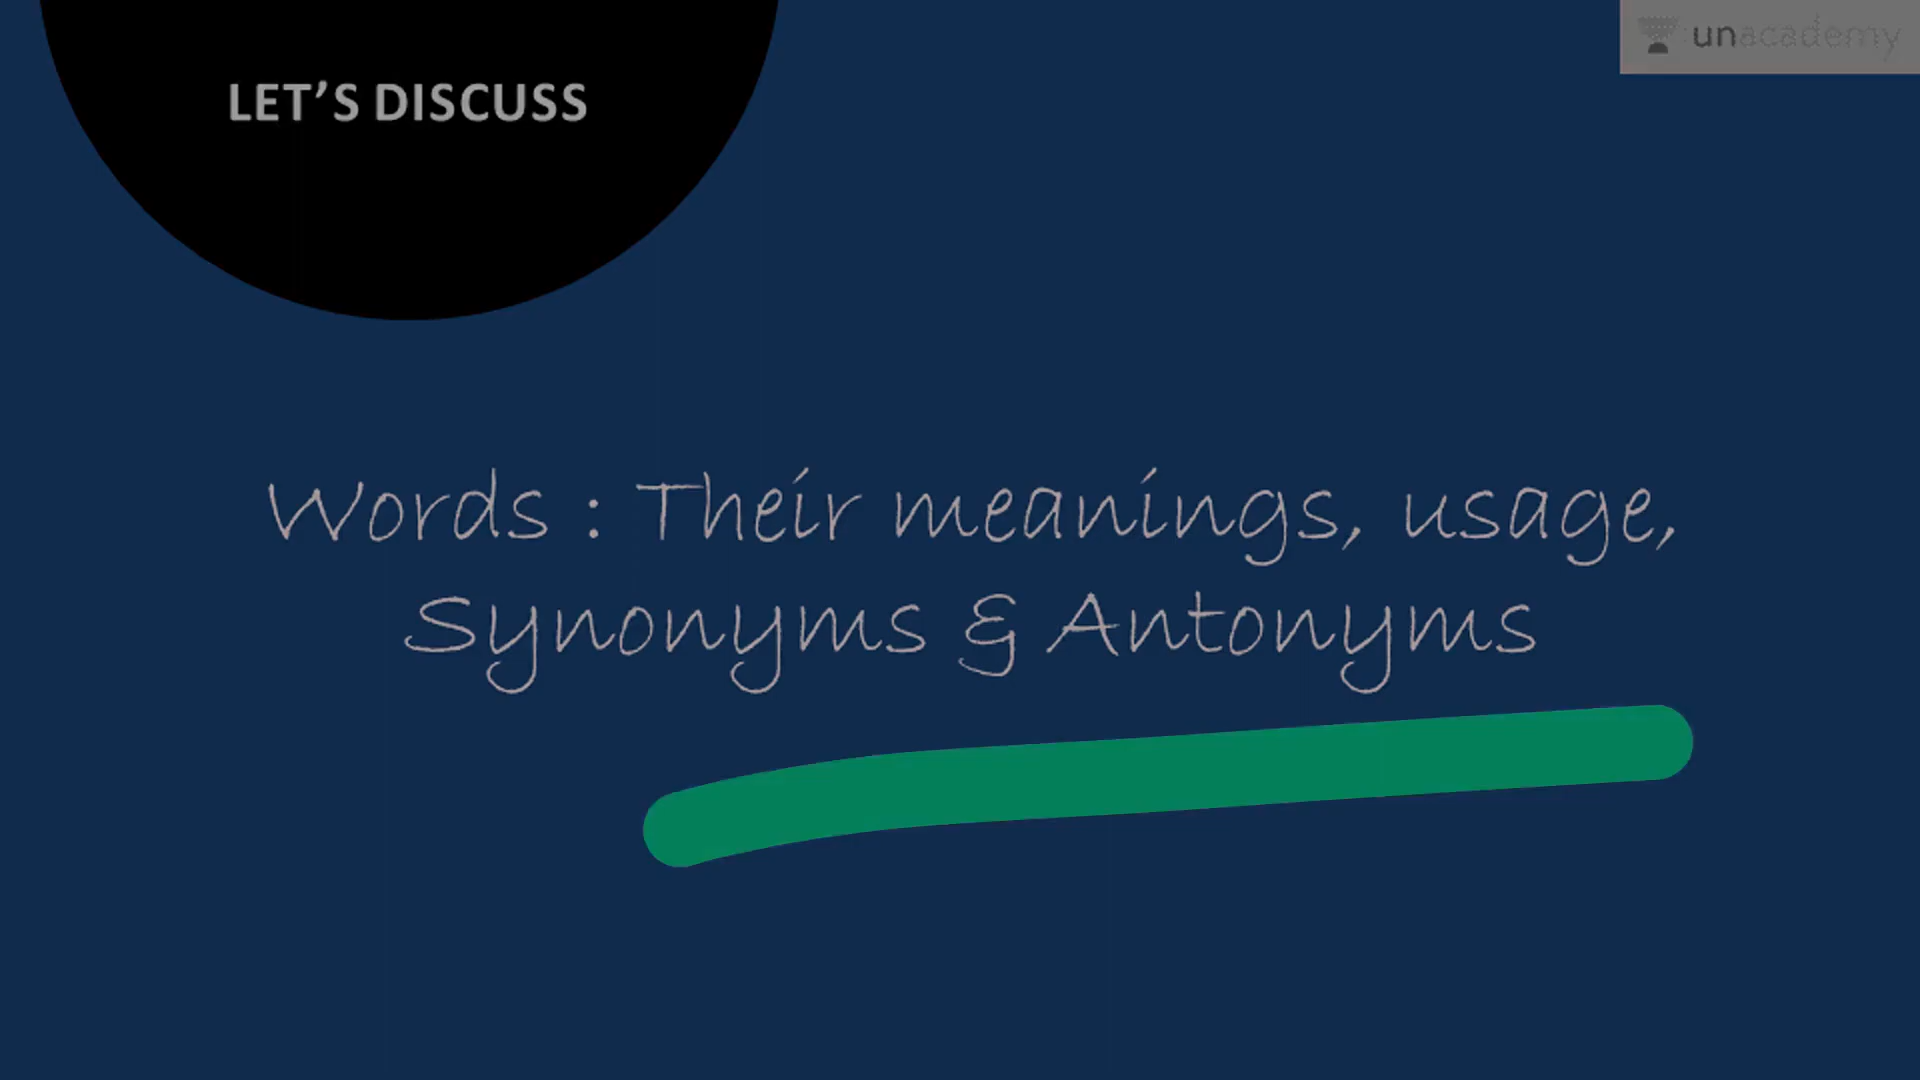 LET’S DISCUSS
unacademy
Words : Their meanings, usage,
Synonyms & Antonyms